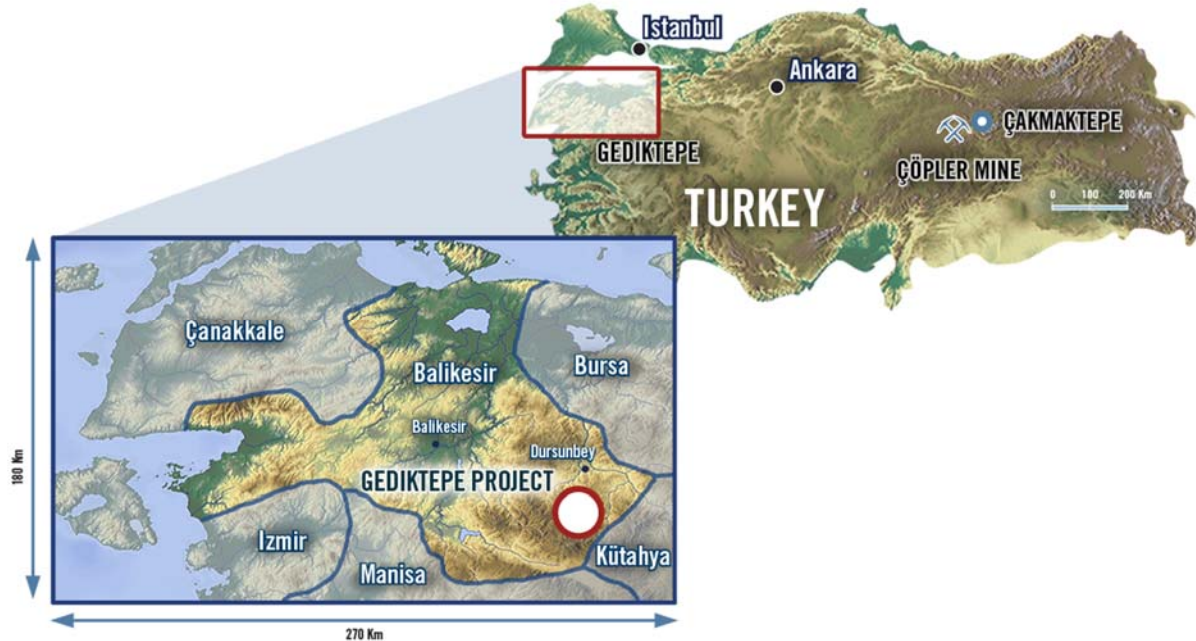 Istanbul
Ankara
ÇAKMAKTEPE
GEDIKTEPE
ÇÖPLER MINE
TURKEY
0 100 200 Km
Çanakkale
Balikesir
Bursa
Balikesir
Dursunbey
GEDIKTEPE PROJECT
Izmir
Manisa
Kütahya
180 Km
270 Km